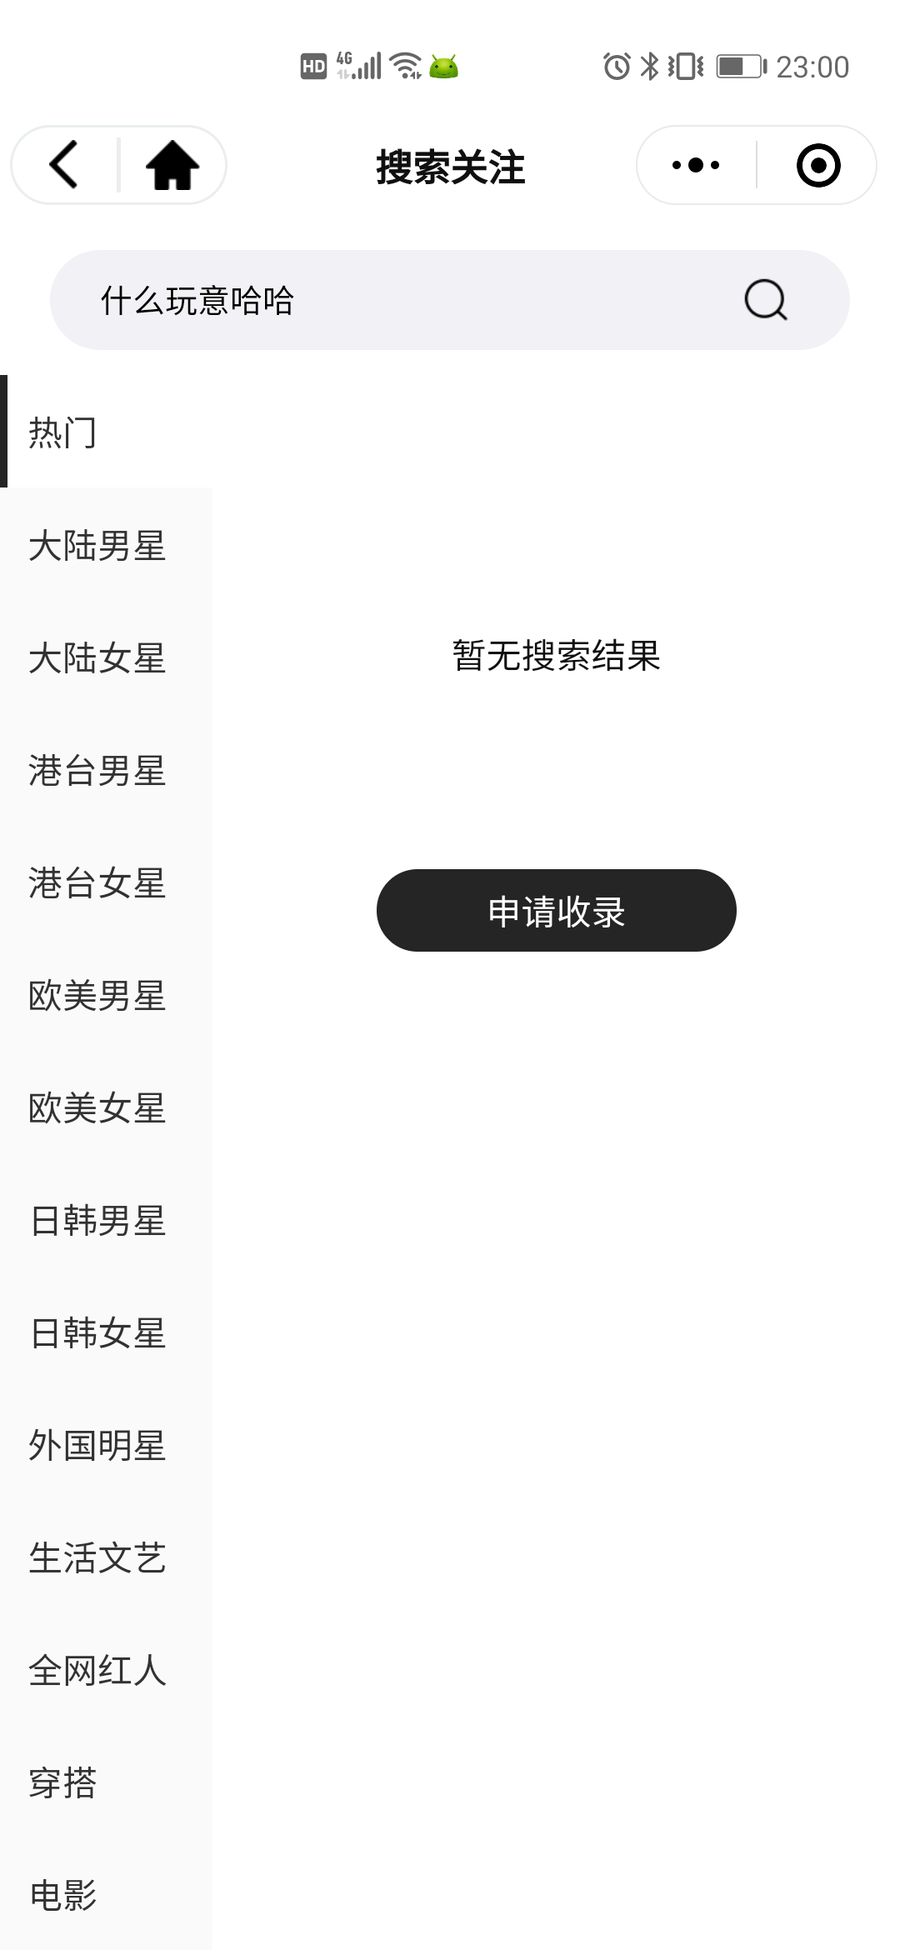 HD 4G 23:00
搜索关注
什么玩意哈哈
热门
大陆男星
大陆女星
暂无搜索结果
港台男星
港台女星
申请收录
欧美男星
欧美女星
日韩男星
日韩女星
外国明星
生活文艺
全网红人
穿搭
电影